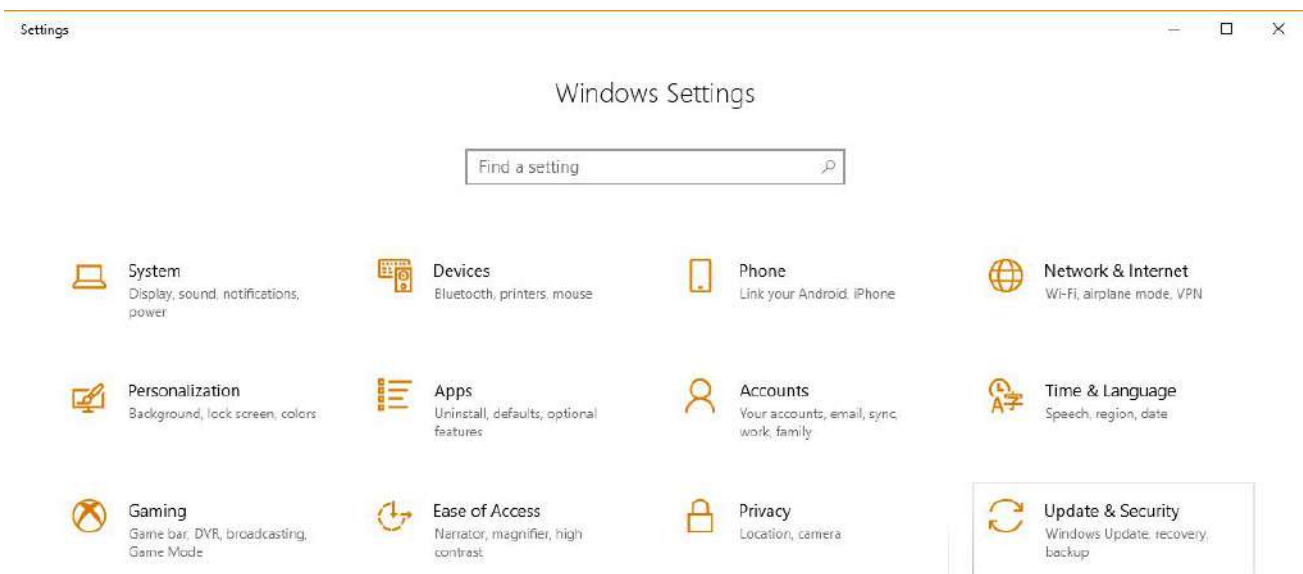 Settings
Windows Settings
Find a setting
System
Display, sound, notifications,
power
Devices
Bluetooth, printers, mouse
Phone
Link your Android, iPhone
Network & Internet
Wi-Fi, airplane mode, VPN
Personalization
Background, lock screen, colors
Apps
Uninstall, defaults, optional
features
Accounts
Your accounts, email, sync,
work, family
Time & Language
Speech, region, date
Gaming
Game bar, DVR, broadcasting,
Game Mode
Ease of Access
Narrator, magnifier, high
contrast
Privacy
Location, camera
Update & Security
Windows Update, recovery,
backup